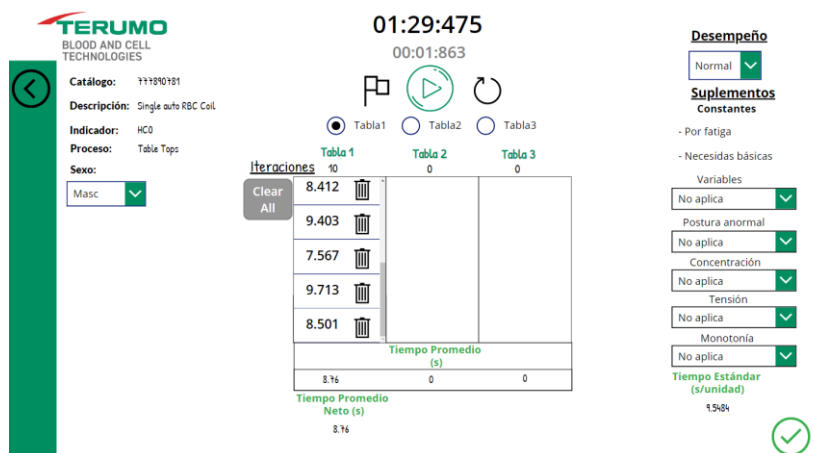 TERUMO
BLOOD AND CELL
TECHNOLOGIES
Catálogo: 777890781
Descripción: Single auto RBC Coil
Indicador: HC0
Proceso: Table Tops
Sexo:
Masc
01:29:475
00:01:863
Tabla1 Tabla2 Tabla3
Iteraciones
Tabla 1 Tabla 2 Tabla 3
10 0 0
Clear
All
8.412
9.403
7.567
9.713
8.501
Tiempo Promedio
(s)
8.76 0 0
Tiempo Promedio
Neto (s)
8.76
Desempeño
Normal
Suplementos
Constantes
- Por fatiga
- Necesidas básicas
Variables
No aplica
Postura anormal
No aplica
Concentración
No aplica
Tensión
No aplica
Monotonía
No aplica
Tiempo Estándar
(s/unidad)
9.5484